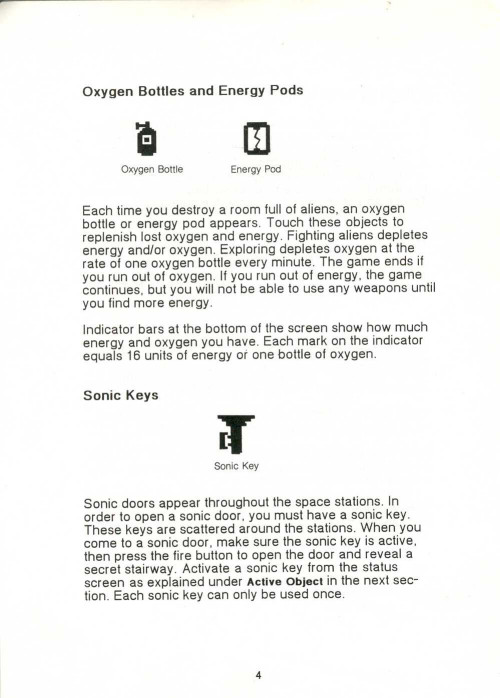 Oxygen Bottles and Energy Pods
Oxygen Bottle Energy Pod
Each time you destroy a room full of aliens, an oxygen
bottle or energy pod appears. Touch these objects to
replenish lost oxygen and energy. Fighting aliens depletes
energy and/or oxygen. Exploring depletes oxygen at the
rate of one oxygen bottle every minute. The game ends if
you run out of oxygen. If you run out of energy, the game
continues, but you will not be able to use any weapons until
you find more energy.
Indicator bars at the bottom of the screen show how much
energy and oxygen you have. Each mark on the indicator
equals 16 units of energy or one bottle of oxygen.
Sonic Keys
Sonic Key
Sonic doors appear throughout the space stations. In
order to open a sonic door, you must have a sonic key.
These keys are scattered around the stations. When you
come to a sonic door, make sure the sonic key is active,
then press the fire button to open the door and reveal a
secret stairway. Activate a sonic key from the status
screen as explained under Active Object in the next sec-
tion. Each sonic key can only be used once.
4